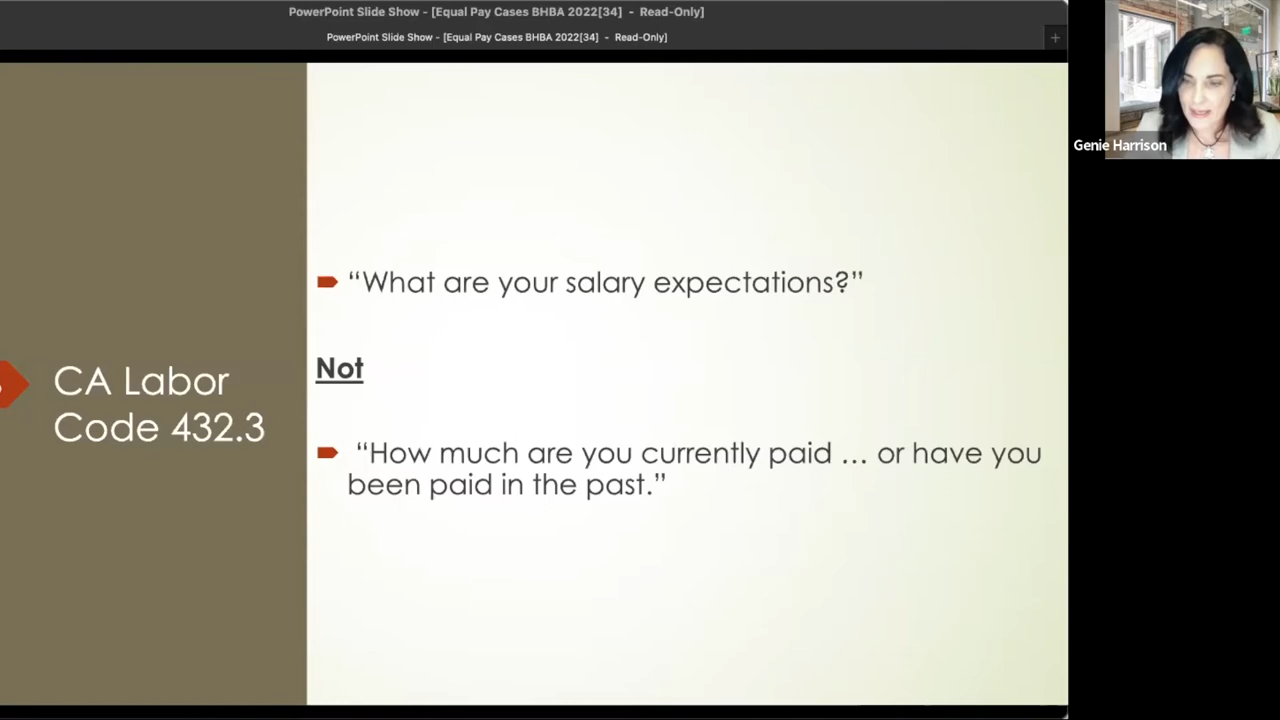 PowerPoint Slide Show - [Equal Pay Cases BHBA 2022[34] - Read-Only]
PowerPoint Slide Show - [Equal Pay Cases BHBA 2022[34] - Read-Only]
Genie Harrison
CA Labor
Code 432.3
“What are your salary expectations?”
Not
“How much are you currently paid … or have you
been paid in the past.”